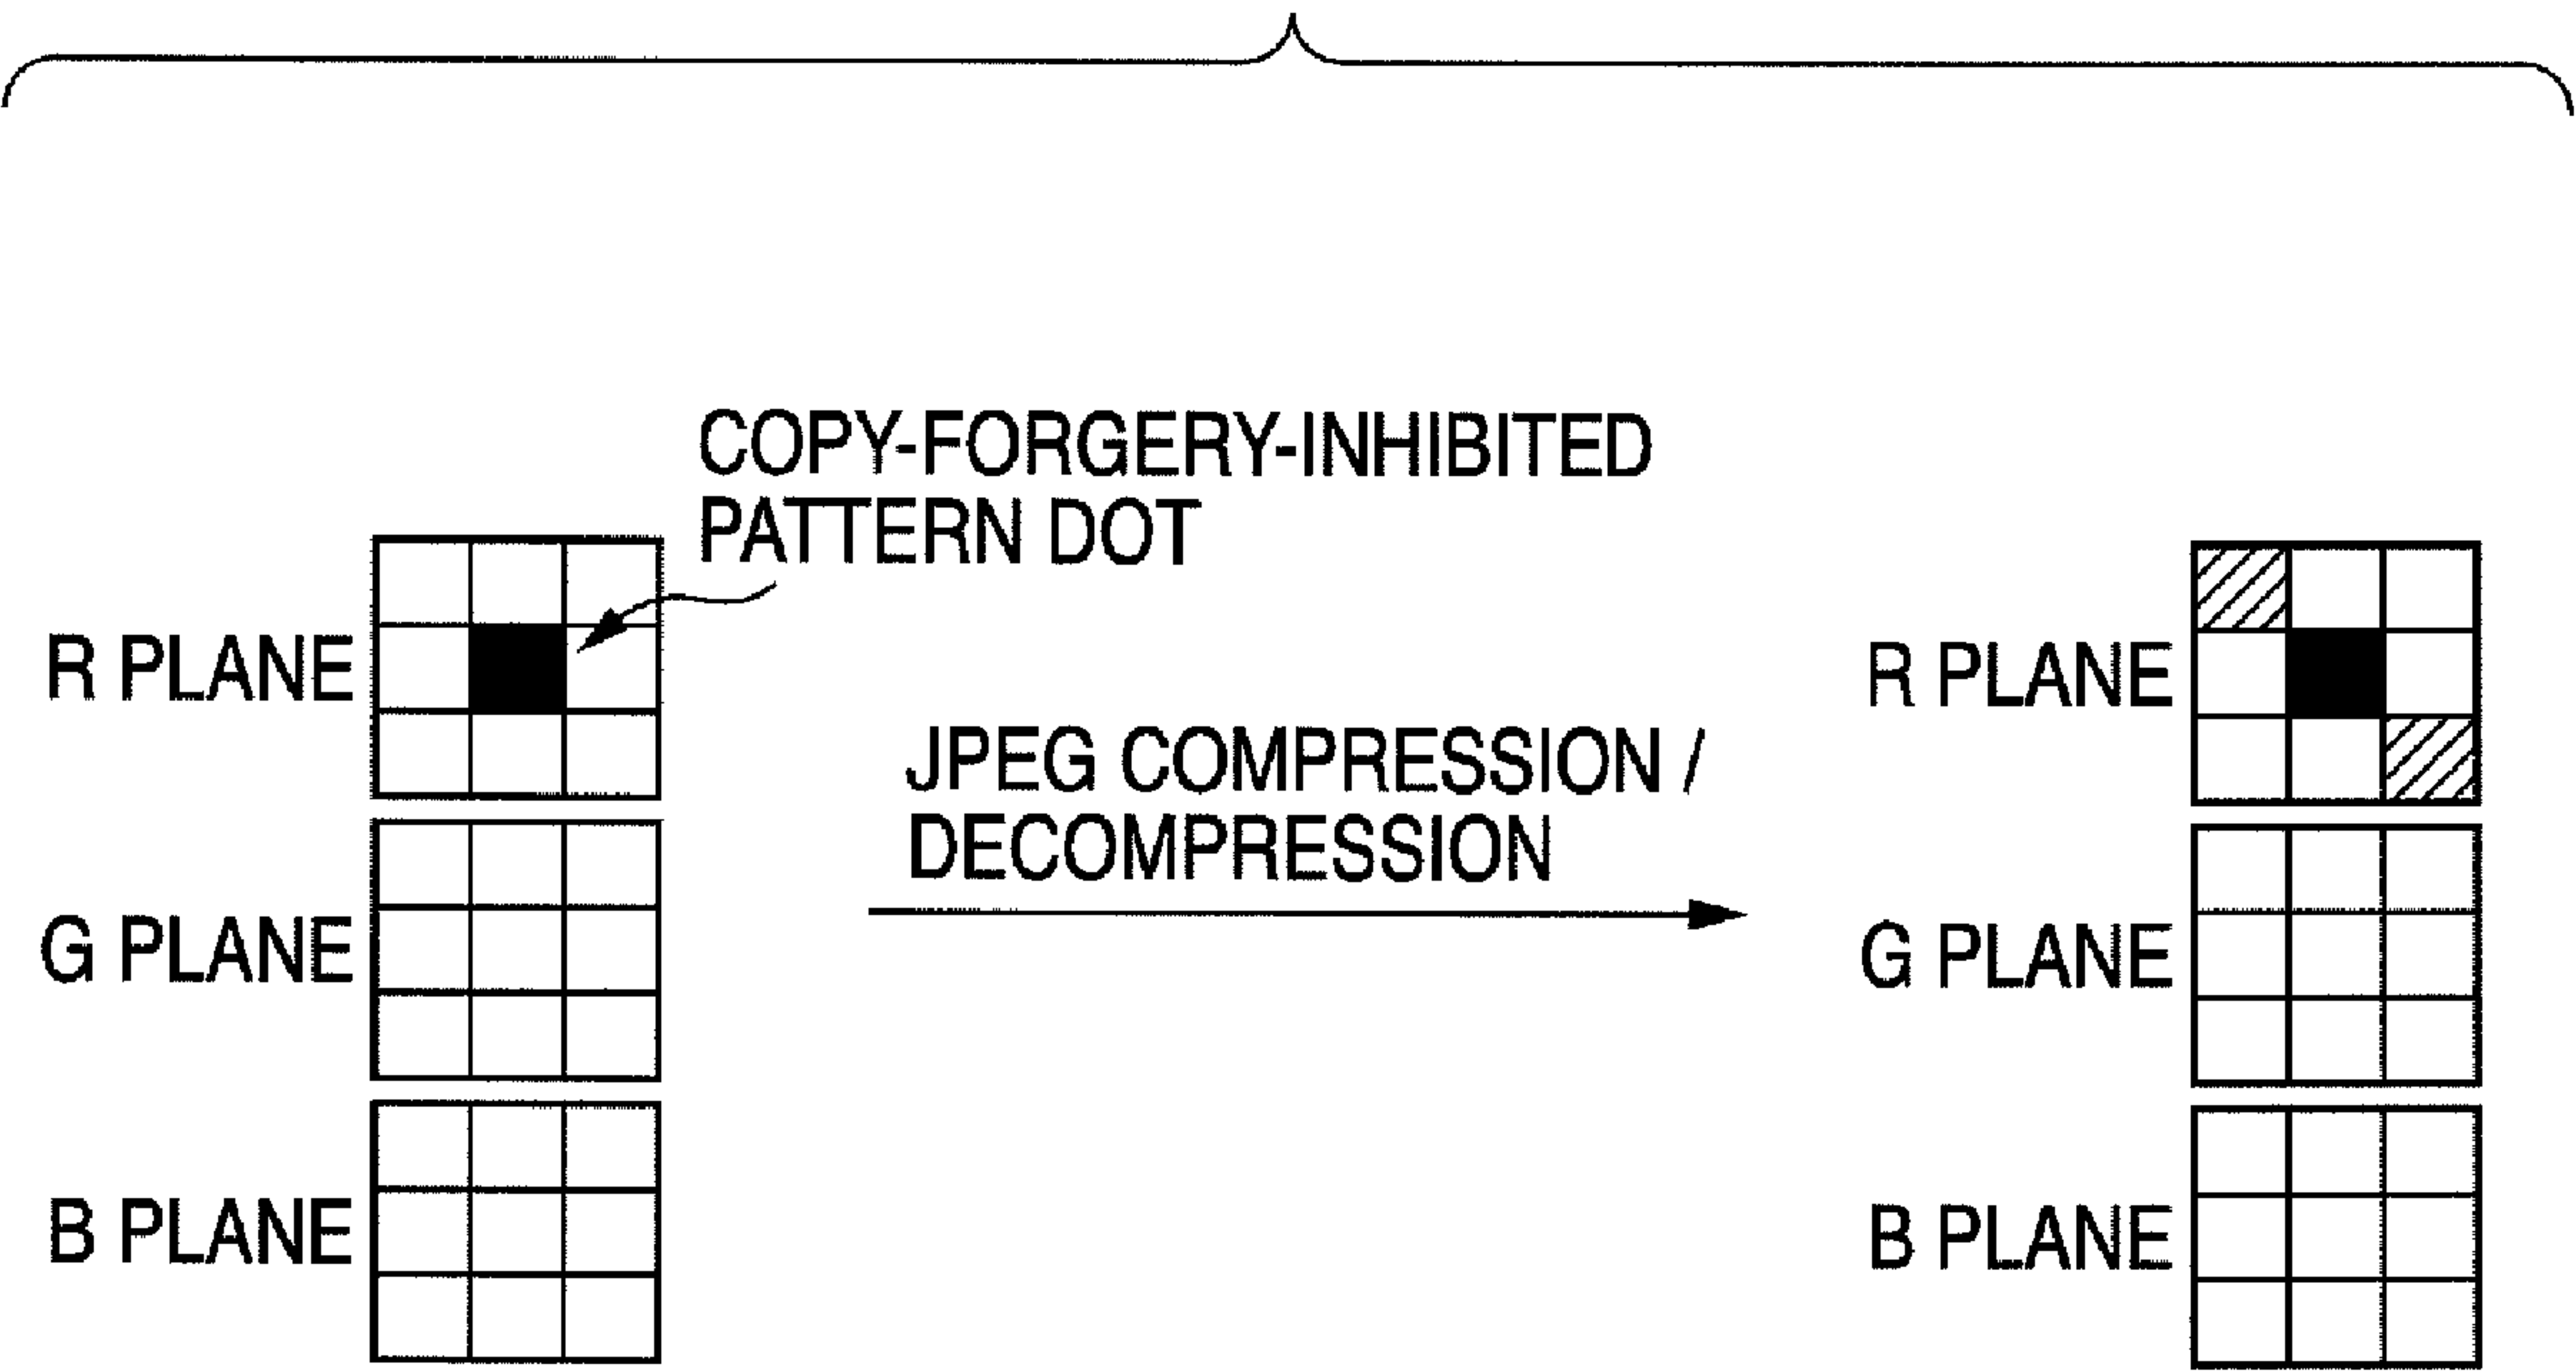 COPY-FORGERY-INHIBITED
PATTERN DOT
R PLANE
G PLANE
B PLANE
JPEG COMPRESSION /
DECOMPRESSION
R PLANE
G PLANE
B PLANE